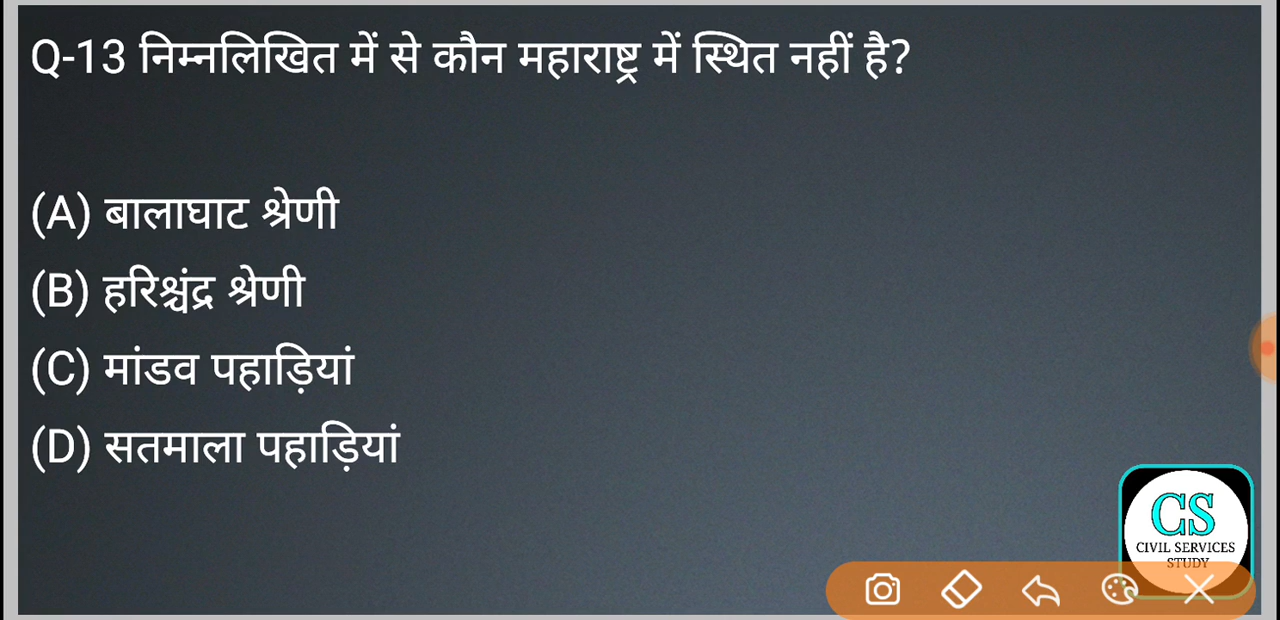 Q-13 निम्नलिखित में से कौन महाराष्ट्र में स्थित नहीं है?
(A) बालाघाट श्रेणी
(B) हरिश्चंद्र श्रेणी
(C) मांडव पहाड़ियां
(D) सतमाला पहाड़ियां
CS
CIVIL SERVICES
STUDY